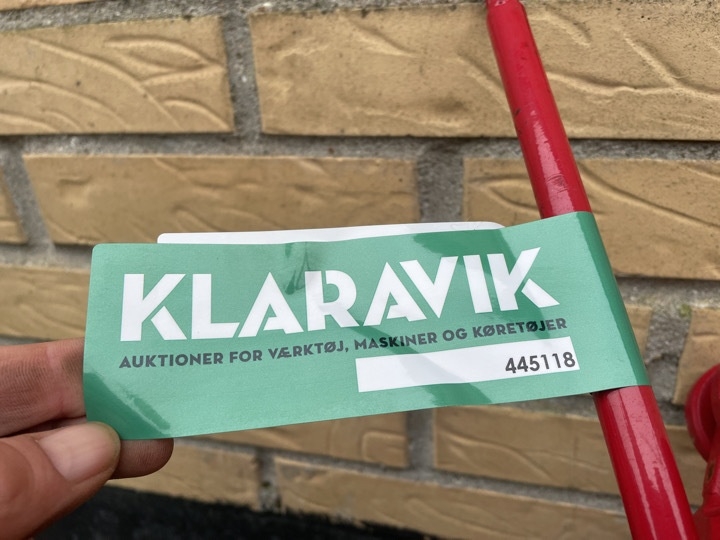 KLARAVIK
AUKTIONER FOR VÆRKTØJ, MASKINER OG KØRETØJER
445118